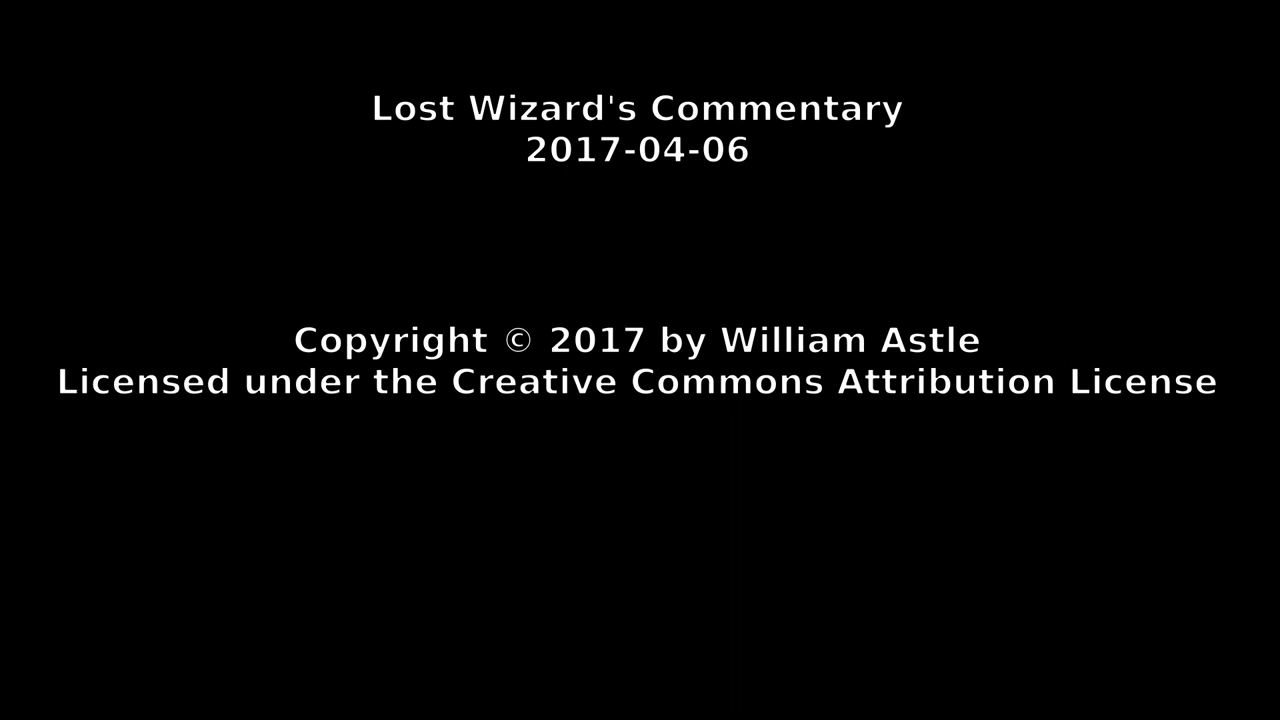 Lost Wizard's Commentary
2017-04-06
Copyright © 2017 by William Astle
Licensed under the Creative Commons Attribution License